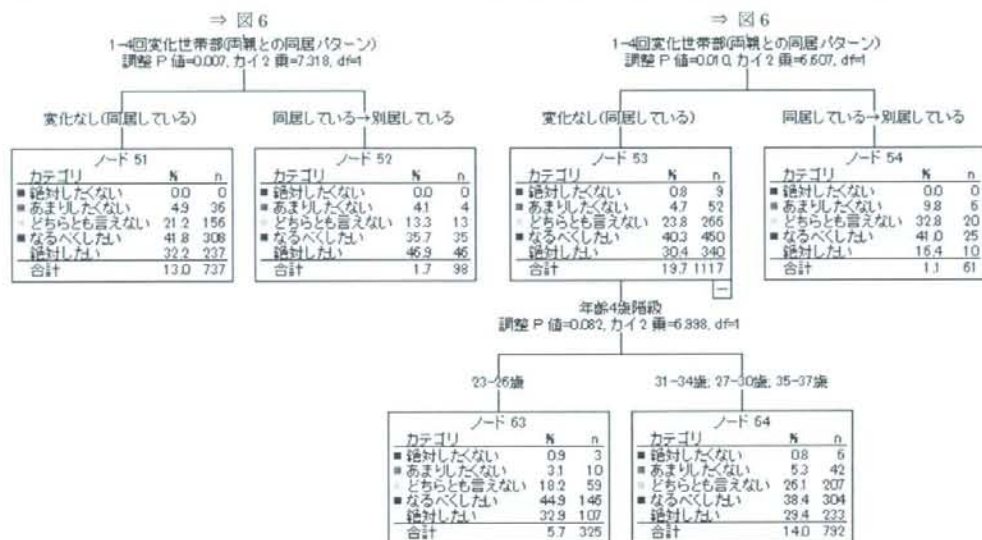 ⇒ 図 6
1-4回変化世帯部(両親との同居パターン)
調整 P 値=0.007, カイ2 乗=7.318, df=1
変化なし(同居している)
同居している→別居している
ノード 51
カテゴリ % n
絶対したくない 0.0 0
あまりしたくない 4.9 36
どちらとも言えない 21.2 156
なるべくしたい 41.8 308
絶対したい 32.2 237
合計 13.0 737
ノード 52
カテゴリ % n
絶対したくない 0.0 0
あまりしたくない 4.1 4
どちらとも言えない 13.3 13
なるべくしたい 35.7 35
絶対したい 46.9 46
合計 1.7 98
⇒ 図 6
1-4回変化世帯部(両親との同居パターン)
調整 P 値=0.010, カイ2 乗=6.607, df=1
変化なし(同居している)
同居している→別居している
ノード 53
カテゴリ % n
絶対したくない 0.8 9
あまりしたくない 4.7 52
どちらとも言えない 23.8 266
なるべくしたい 40.3 450
絶対したい 30.4 340
合計 19.7 1117
ノード 54
カテゴリ % n
絶対したくない 0.0 0
あまりしたくない 9.8 6
どちらとも言えない 32.8 20
なるべくしたい 41.0 25
絶対したい 16.4 10
合計 1.1 61
年齢4歳階級
調整 P 値=0.082, カイ2 乗=6.998, df=1
23-26歳
31-34歳; 27-30歳; 35-37歳
ノード 63
カテゴリ % n
絶対したくない 0.9 3
あまりしたくない 3.1 10
どちらとも言えない 18.2 59
なるべくしたい 44.9 146
絶対したい 32.9 107
合計 5.7 325
ノード 64
カテゴリ % n
絶対したくない 0.8 6
あまりしたくない 5.3 42
どちらとも言えない 26.1 207
なるべくしたい 38.4 304
絶対したい 29.4 233
合計 14.0 792